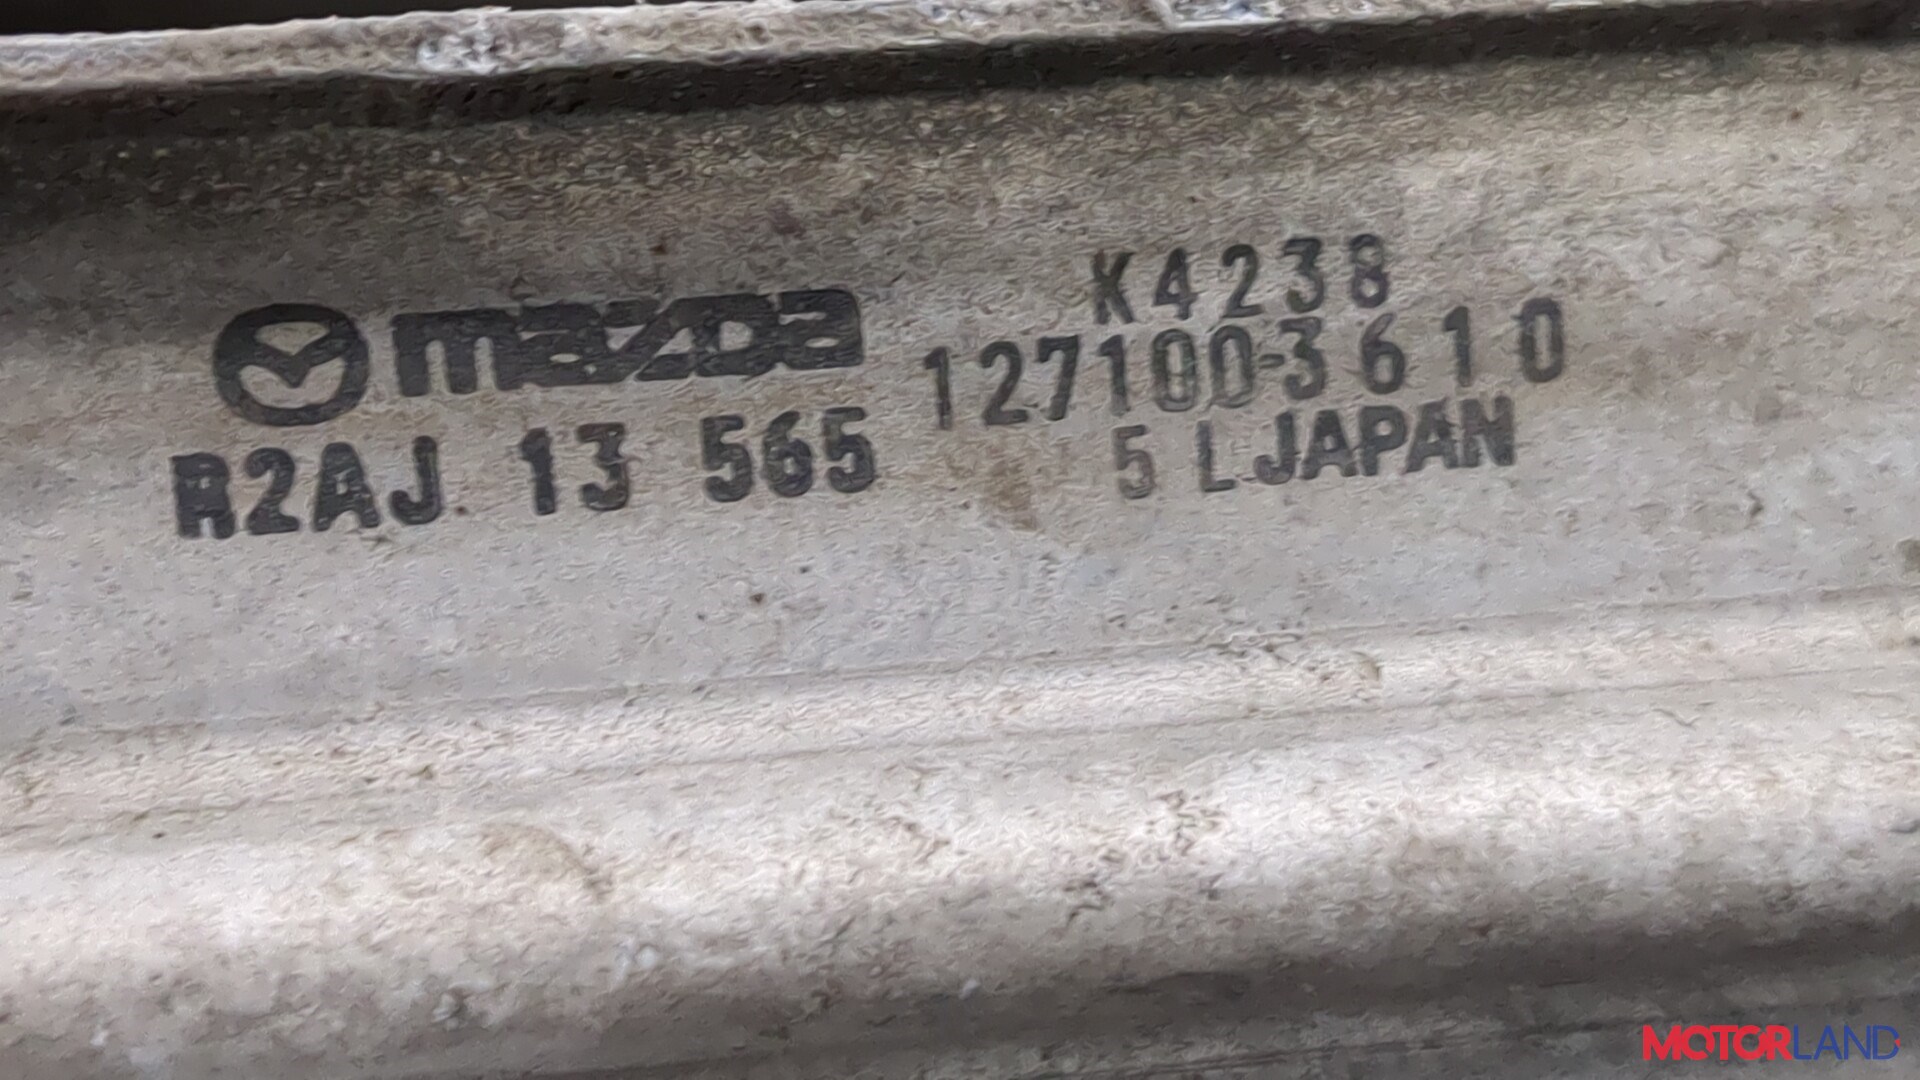 mazda
R2AJ 13 565
K4238
127100-3610
5 L JAPAN
MOTORLAND